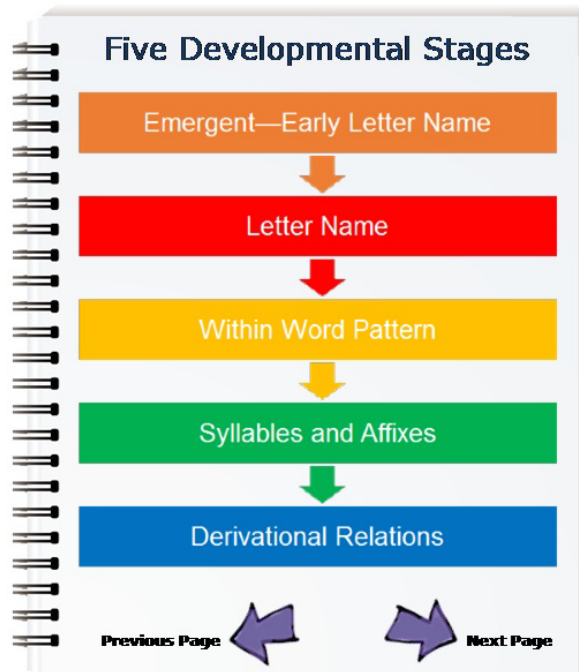 Five Developmental Stages
Emergent—Early Letter Name
Letter Name
Within Word Pattern
Syllables and Affixes
Derivational Relations
Previous Page
Next Page